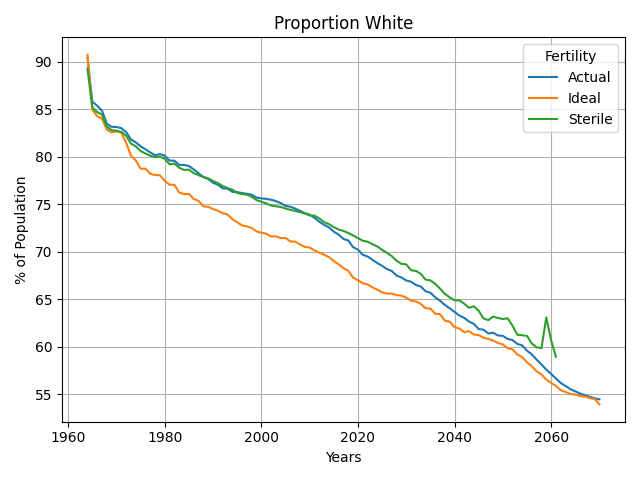 Proportion White
% of Population
90
85
80
75
70
65
60
55
Fertility
Actual
Ideal
Sterile
1960 1980 2000 2020 2040 2060
Years